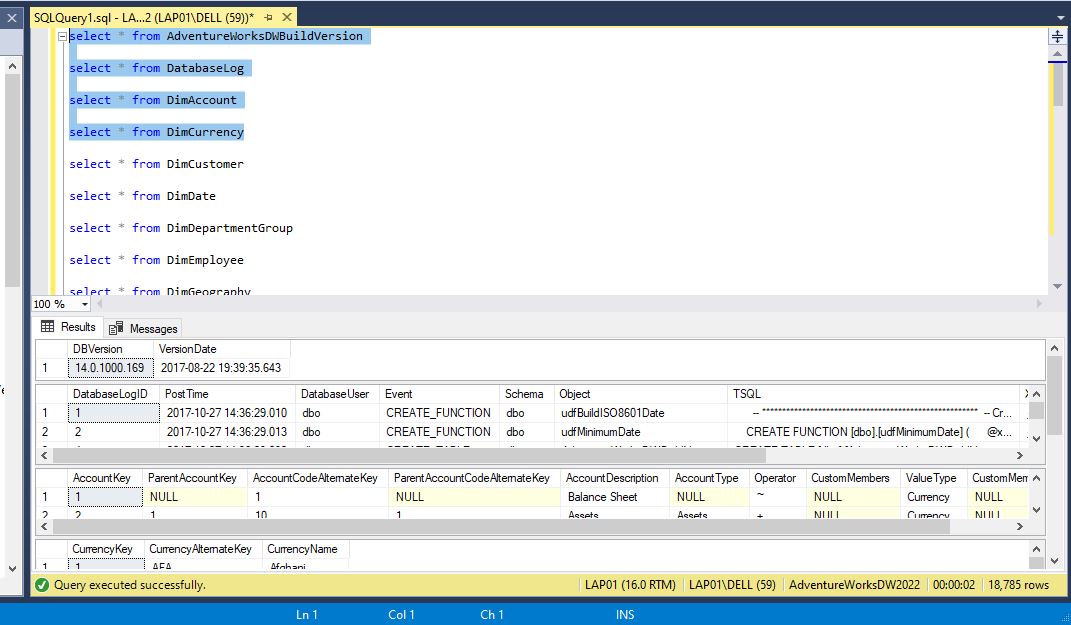 SQLQuery1.sql - LA...2 (LAP01\DELL (59))*
select * from AdventureWorksDWBuildVersion
select * from DatabaseLog
select * from DimAccount
select * from DimCurrency
select * from DimCustomer
select * from DimDate
select * from DimDepartmentGroup
select * from DimEmployee
select * from DimGeography
100 %
Results Messages
DBVersion VersionDate
1 14.0.1000.169 2017-08-22 19:39:35.643
DatabaseLogID PostTime DatabaseUser Event Schema Object TSQL
1 1 2017-10-27 14:36:29.010 dbo CREATE_FUNCTION dbo udfBuildISO8601Date -- ****************************************************** -- Cr...
2 2 2017-10-27 14:36:29.013 dbo CREATE_FUNCTION dbo udfMinimumDate CREATE FUNCTION [dbo].[udfMinimumDate] ( @x...
AccountKey ParentAccountKey AccountCodeAlternateKey ParentAccountCodeAlternateKey AccountDescription AccountType Operator CustomMembers ValueType CustomMem
1 1 NULL 1 NULL Balance Sheet NULL ~ NULL Currency NULL
2 2 1 10 1 Assets Assets + NULL Currency NULL
CurrencyKey CurrencyAlternateKey CurrencyName
1 1 AFA Afghani
Query executed successfully. LAP01 (16.0 RTM) LAP01\DELL (59) AdventureWorksDW2022 00:00:02 18,785 rows
Ln 1 Col 1 Ch 1 INS